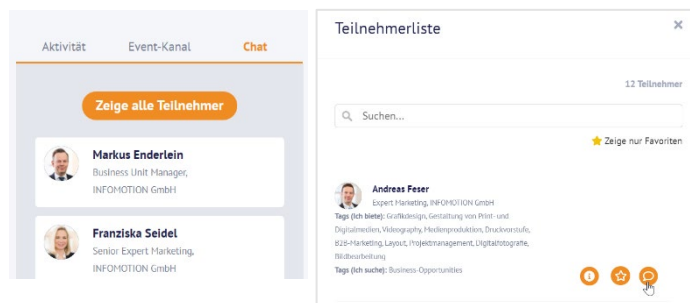 Aktivität
Event-Kanal
Chat
Zeige alle Teilnehmer
Markus Enderlein
Business Unit Manager,
INFOMOTION GmbH
Franziska Seidel
Senior Expert Marketing,
INFOMOTION GmbH
Teilnehmerliste
12 Teilnehmer
Suchen...
Zeige nur Favoriten
Andreas Feser
Expert Marketing, INFOMOTION GmbH
Tags (Ich biete): Grafikdesign, Gestaltung von Print- und
Digitalmedien, Videography, Medienproduktion, Druckvorstufe,
B2B-Marketing, Layout, Projektmanagement, Digitalfotografie,
Bildbearbeitung
Tags (Ich suche): Business-Opportunities